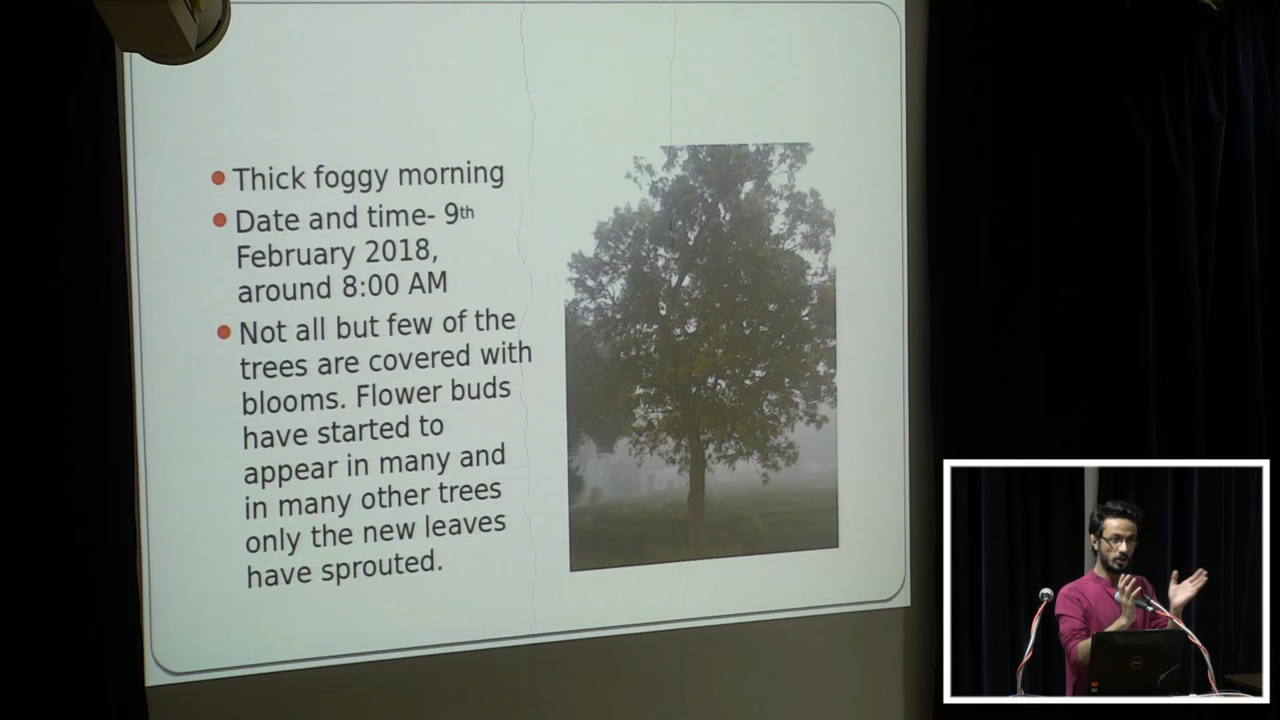 Thick foggy morning
Date and time- 9th
February 2018,
around 8:00 AM
Not all but few of the
trees are covered with
blooms. Flower buds
have started to
appear in many and
in many other trees
only the new leaves
have sprouted.